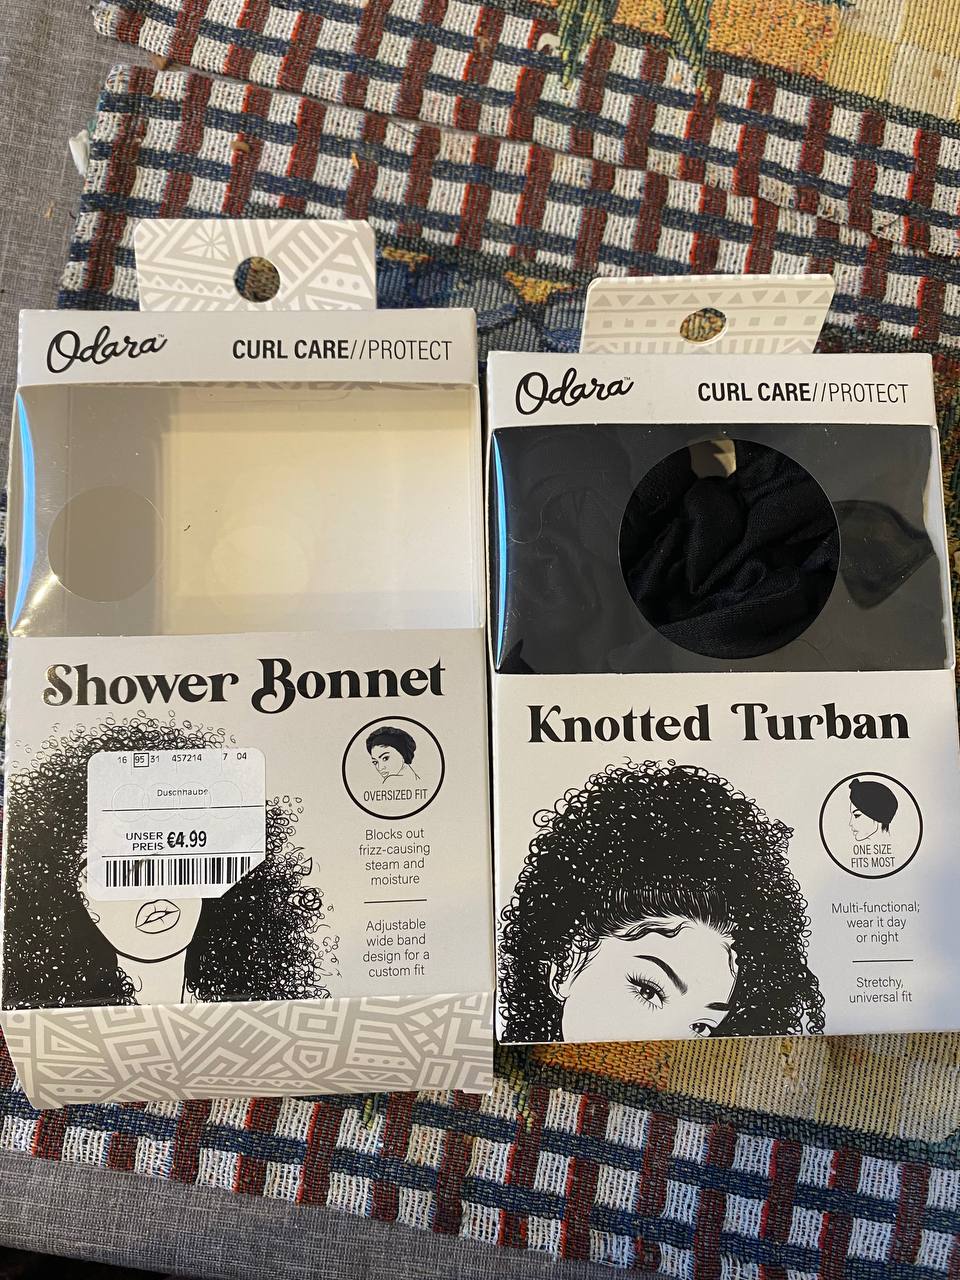 Odara™
CURL CARE//PROTECT
Shower Bonnet
16 95 31 457214 7 04
Duschhaube
UNSER
PREIS €4.99
OVERSIZED FIT
Blocks out
frizz-causing
steam and
moisture
Adjustable
wide band
design for a
custom fit
Odara™
CURL CARE//PROTECT
Knotted Turban
ONE SIZE
FITS MOST
Multi-functional;
wear it day
or night
Stretchy,
universal fit